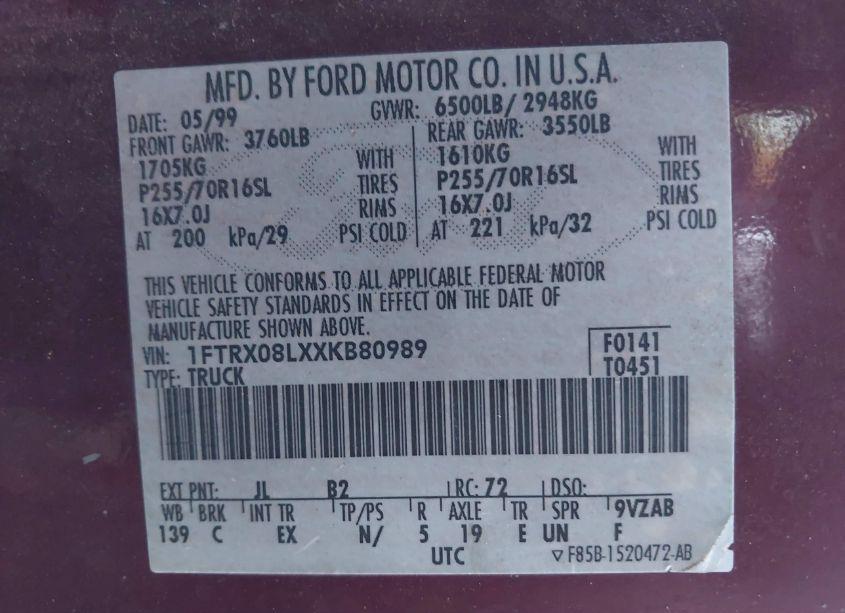 MFD. BY FORD MOTOR CO. IN U.S.A.
DATE: 05/99 GVWR: 6500LB/ 2948KG
FRONT GAWR: 3760LB REAR GAWR: 3550LB
1705KG WITH 1610KG WITH
P255/70R16SL TIRES P255/70R16SL TIRES
16X7.0J RIMS 16X7.0J RIMS
AT 200 kPa/29 PSI COLD AT 221 kPa/32 PSI COLD
THIS VEHICLE CONFORMS TO ALL APPLICABLE FEDERAL MOTOR
VEHICLE SAFETY STANDARDS IN EFFECT ON THE DATE OF
MANUFACTURE SHOWN ABOVE.
VIN: 1FTRX08LXXKB80989 F0141
TYPE: TRUCK T0451
EXT PNT: JL B2 RC: 72 DSO:
WB BRK INT TR TP/PS R AXLE TR SPR 9VZAB
139 C EX N/ 5 19 E UN F
UTC ▽F85B-1520472-AB